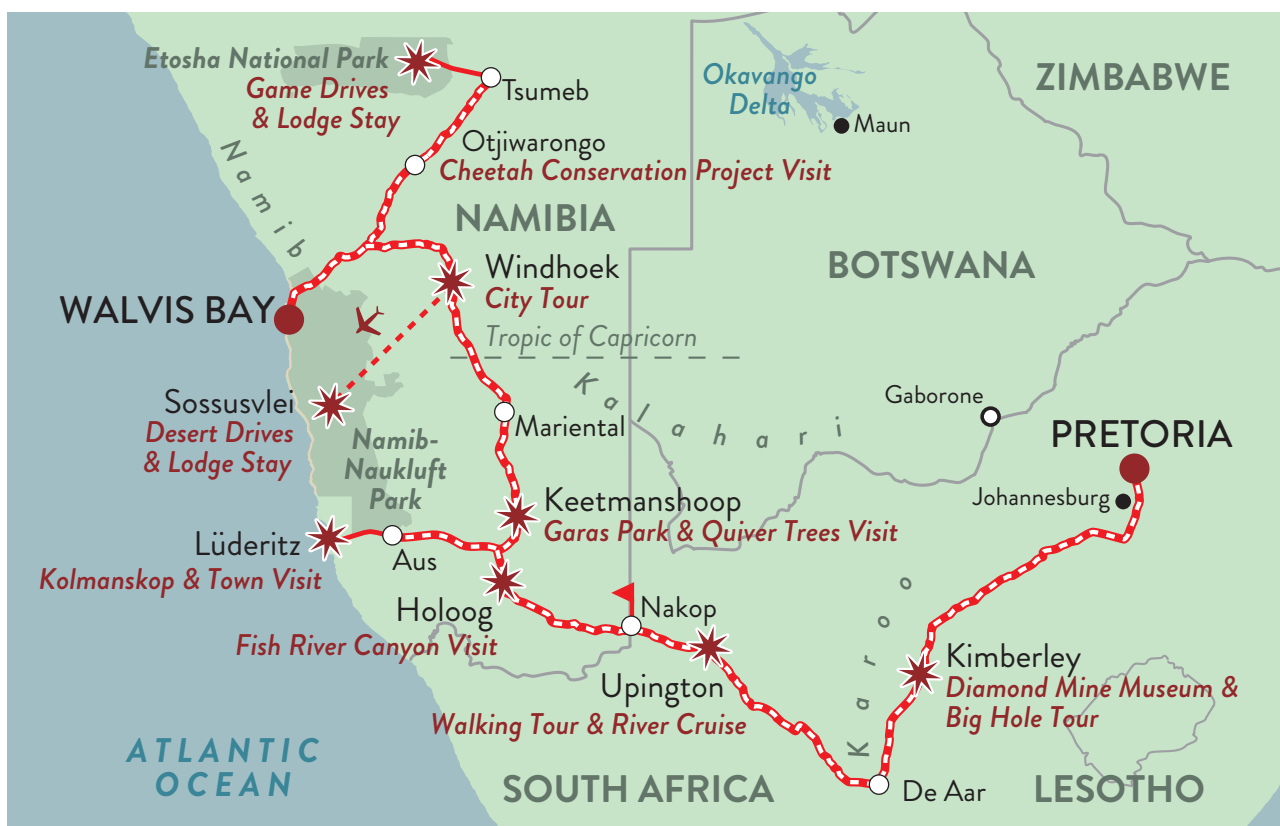 Etosha National Park
Game Drives
& Lodge Stay
Tsumeb
Okavango
Delta
Maun
ZIMBABWE
Otjiwarongo
Cheetah Conservation Project Visit
Namib
NAMIBIA
BOTSWANA
Windhoek
City Tour
WALVIS BAY
Tropic of Capricorn
Kalahari
Sossusvlei
Desert Drives
& Lodge Stay
Namib-
Naukluft
Park
Mariental
Gaborone
PRETORIA
Johannesburg
Keetmanshoop
Garas Park & Quiver Trees Visit
Lüderitz
Kolmanskop & Town Visit
Aus
Holoog
Fish River Canyon Visit
Nakop
Upington
Walking Tour & River Cruise
Karoo
Kimberley
Diamond Mine Museum &
Big Hole Tour
ATLANTIC
OCEAN
SOUTH AFRICA
De Aar
LESOTHO